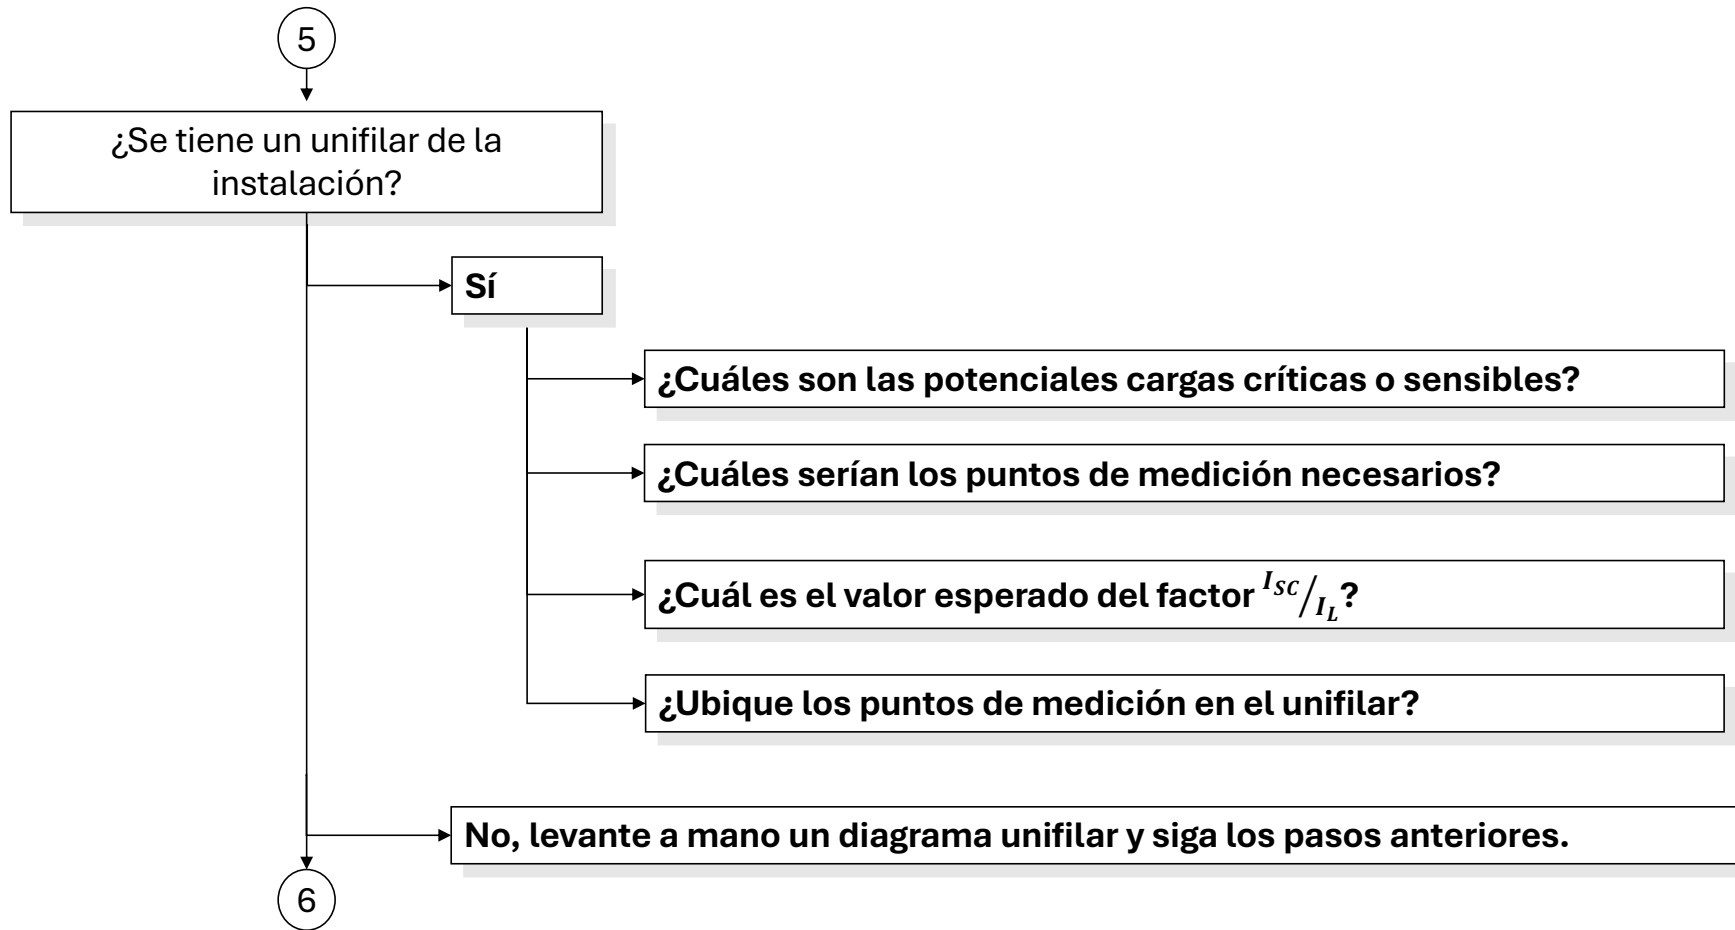 5
¿Se tiene un unifilar de la
instalación?
Sí
¿Cuáles son las potenciales cargas críticas o sensibles?
¿Cuáles serían los puntos de medición necesarios?
¿Cuál es el valor esperado del factor I_SC/I_L?
¿Ubique los puntos de medición en el unifilar?
No, levante a mano un diagrama unifilar y siga los pasos anteriores.
6